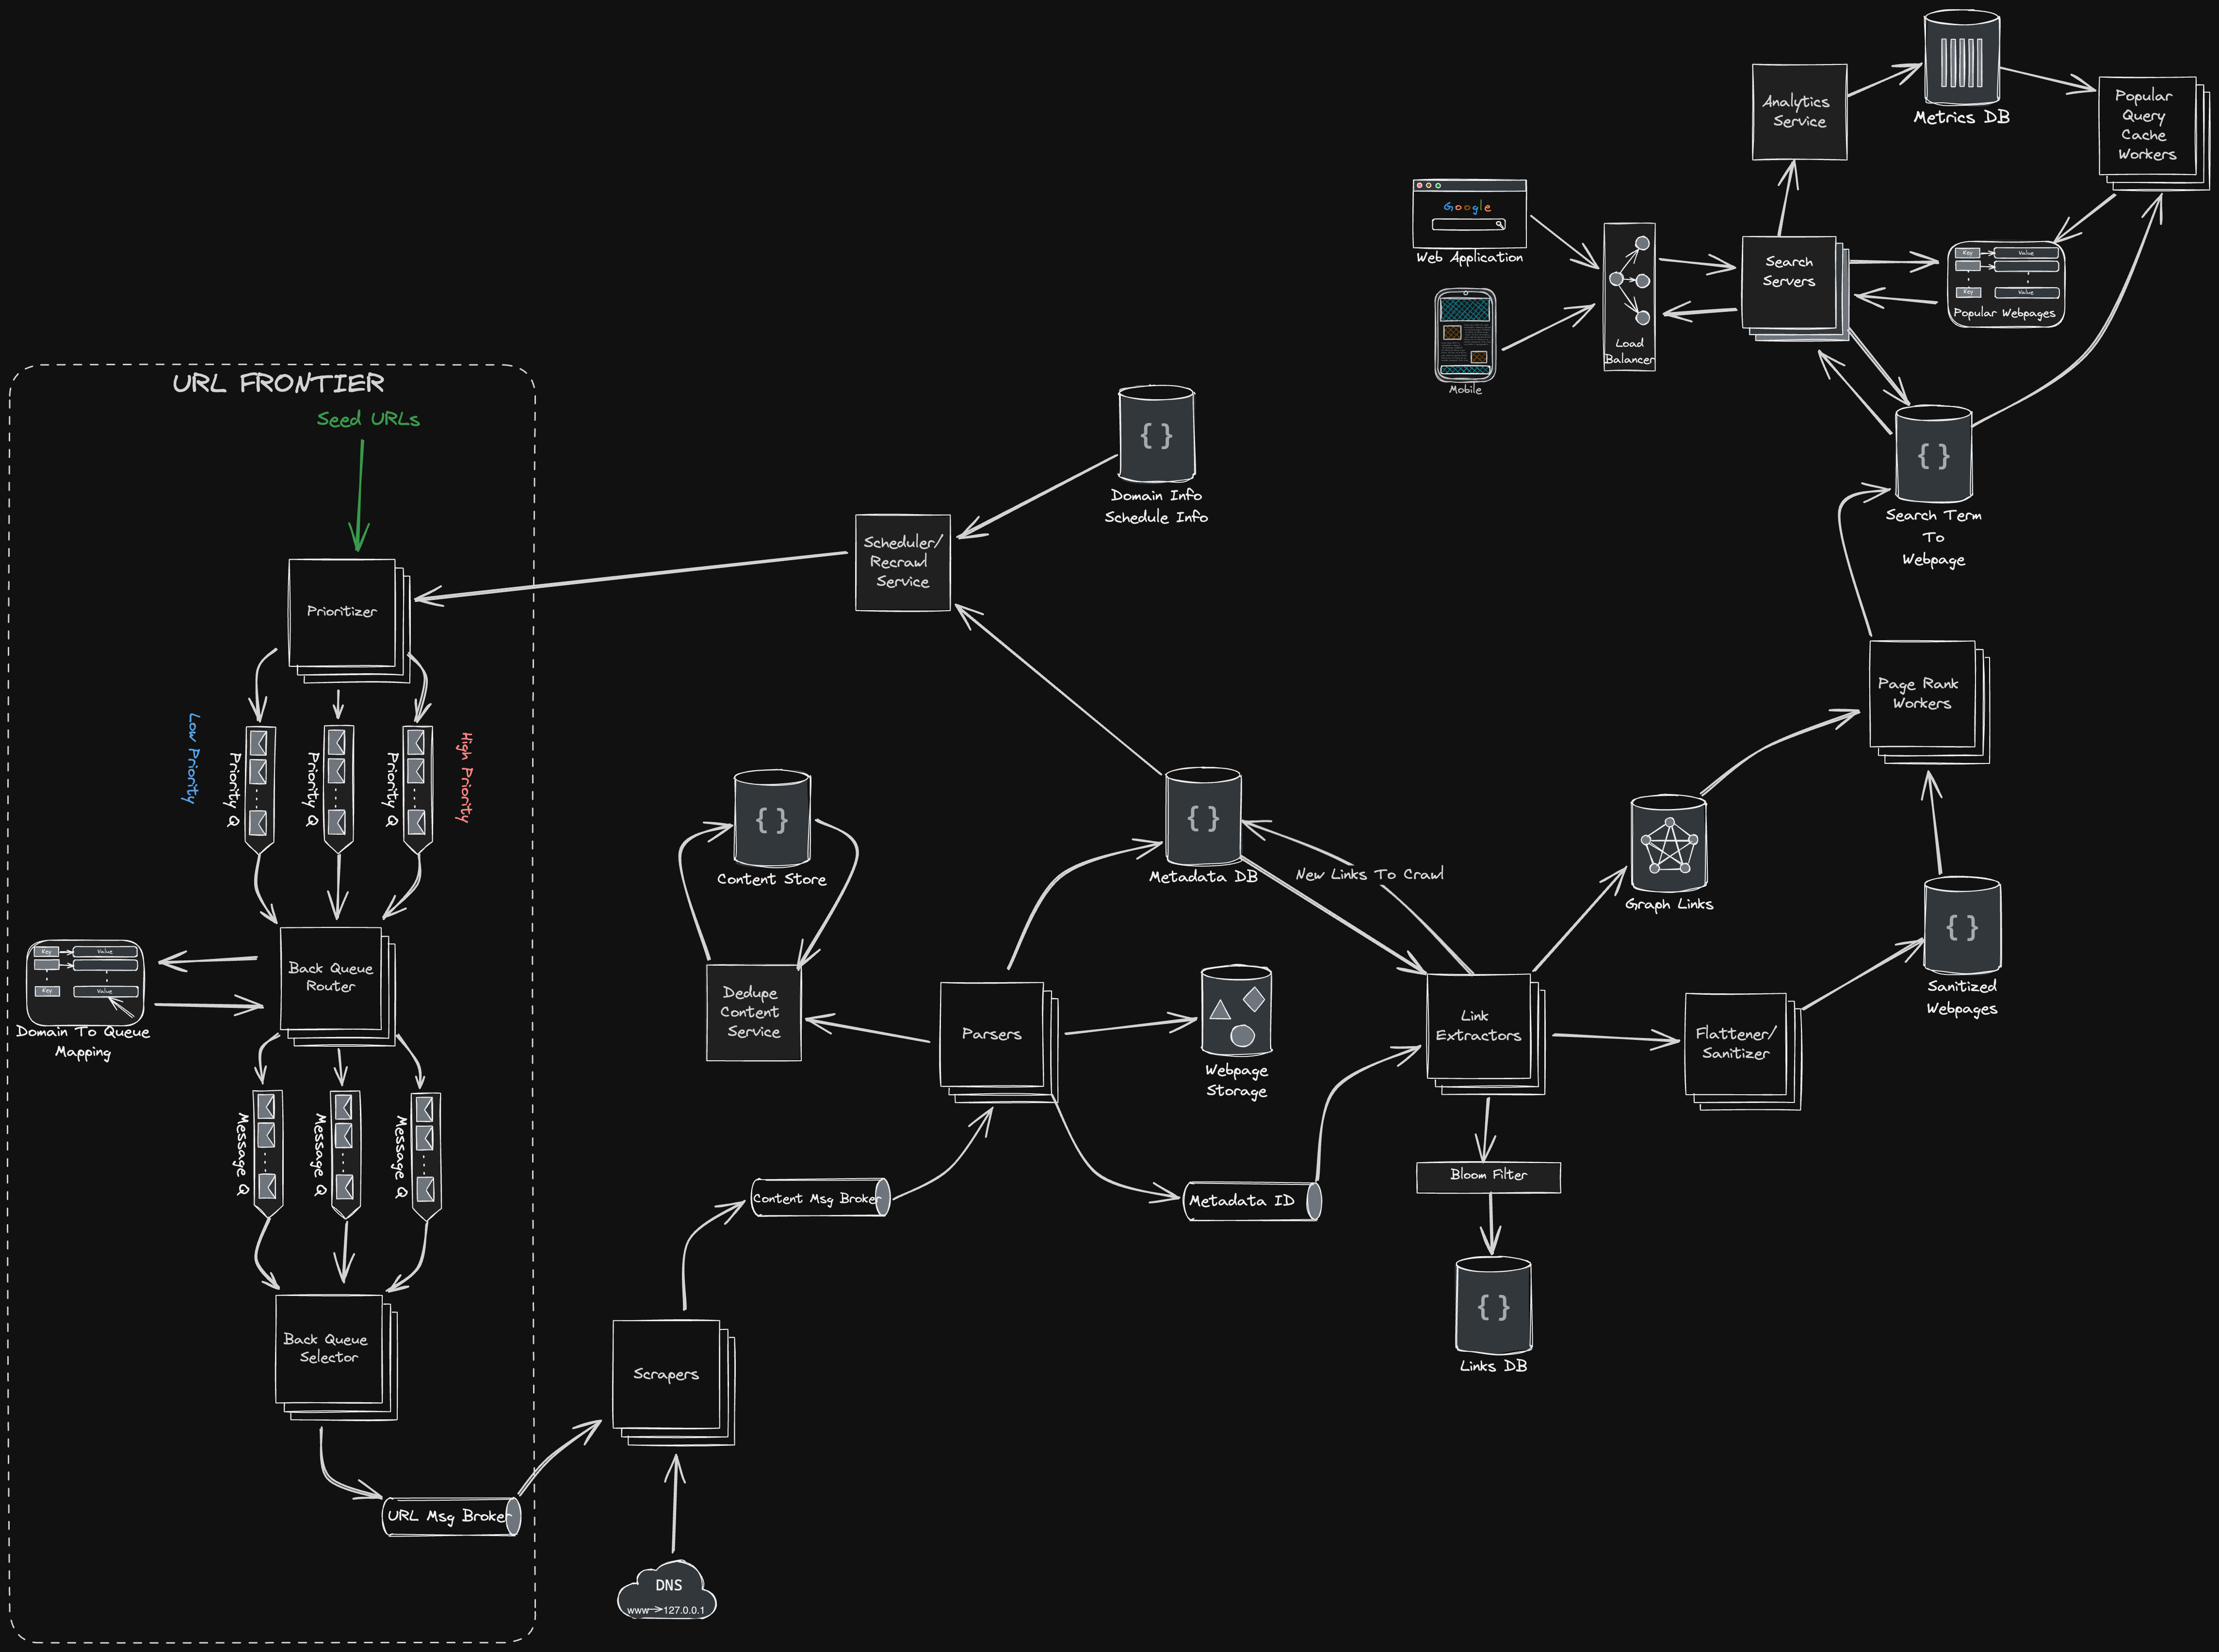 Analytics
Service
Metrics DB
Popular
Query
Cache
Workers
Google
Web Application
Mobile
Load
Balancer
Search
Servers
Key
Value
Key
Value
Popular Webpages
Search Term
To
Webpage
URL FRONTIER
Seed URLs
Prioritizer
Low Priority
Priority Q
Priority Q
Priority Q
High Priority
Back Queue
Router
Key
Value
Key
Value
Domain To Queue
Mapping
Message Q
Message Q
Message Q
Back Queue
Selector
URL Msg Broker
Domain Info
Schedule Info
Scheduler/
Recrawl
Service
{ }
{ }
{ }
{ }
{ }
{ }
Content Store
Dedupe
Content
Service
Metadata DB
New Links To Crawl
Parsers
Webpage
Storage
Content Msg Broker
Metadata ID
Scrapers
DNS
www
127.0.0.1
Link
Extractors
Bloom Filter
Links DB
Graph Links
Flattener/
Sanitizer
Sanitized
Webpages
Page Rank
Workers